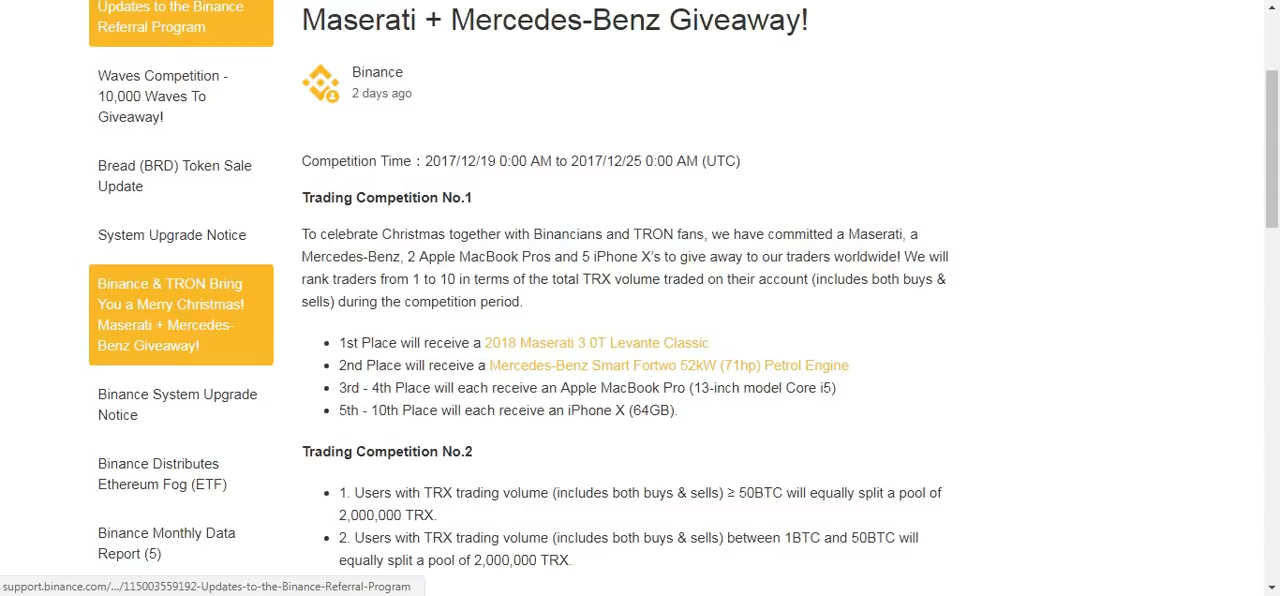 Updates to the Binance
Referral Program
Waves Competition -
10,000 Waves To
Giveaway!
Bread (BRD) Token Sale
Update
System Upgrade Notice
Binance & TRON Bring
You a Merry Christmas!
Maserati + Mercedes-
Benz Giveaway!
Binance System Upgrade
Notice
Binance Distributes
Ethereum Fog (ETF)
Binance Monthly Data
Report (5)
Maserati + Mercedes-Benz Giveaway!
Binance
2 days ago
Competition Time : 2017/12/19 0:00 AM to 2017/12/25 0:00 AM (UTC)
Trading Competition No.1
To celebrate Christmas together with Binancians and TRON fans, we have committed a Maserati, a
Mercedes-Benz, 2 Apple MacBook Pros and 5 iPhone X's to give away to our traders worldwide! We will
rank traders from 1 to 10 in terms of the total TRX volume traded on their account (includes both buys &
sells) during the competition period.
• 1st Place will receive a 2018 Maserati 3.0T Levante Classic
• 2nd Place will receive a Mercedes-Benz Smart Fortwo 52kW (71hp) Petrol Engine
• 3rd - 4th Place will each receive an Apple MacBook Pro (13-inch model Core i5)
• 5th - 10th Place will each receive an iPhone X (64GB).
Trading Competition No.2
• 1. Users with TRX trading volume (includes both buys & sells) ≥ 50BTC will equally split a pool of
2,000,000 TRX.
• 2. Users with TRX trading volume (includes both buys & sells) between 1BTC and 50BTC will
equally split a pool of 2,000,000 TRX.
support.binance.com/.../115003559192-Updates-to-the-Binance-Referral-Program